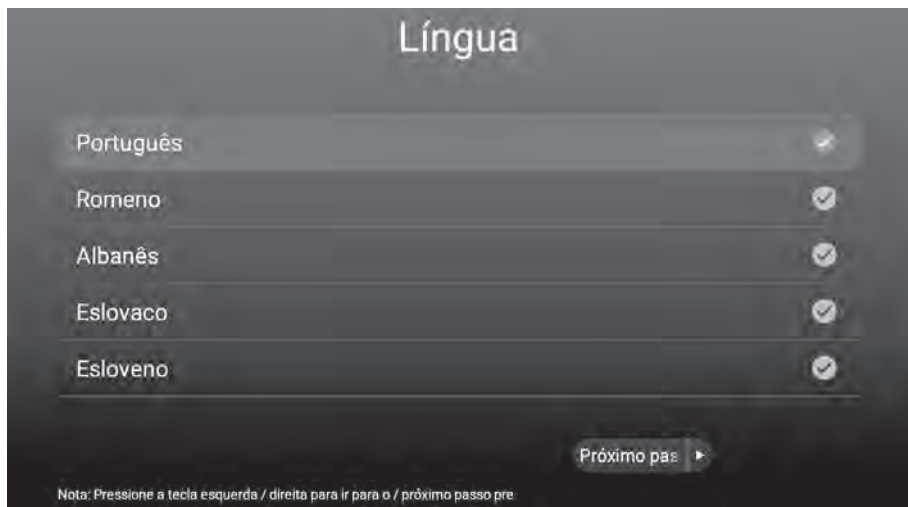 Língua
Português
Romeno
Albanês
Eslovaco
Esloveno
Próximo pas
Nota: Pressione a tecla esquerda / direita para ir para o / próximo passo pre